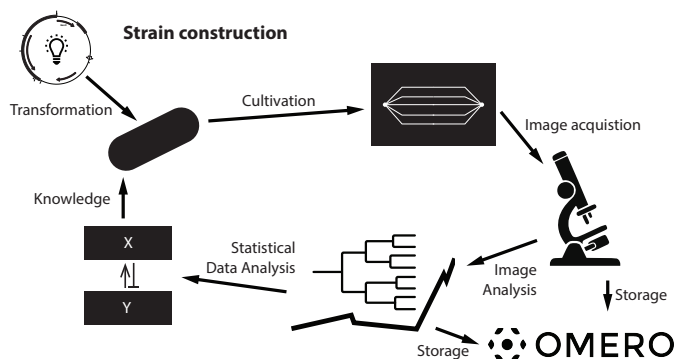 Strain construction
Transformation
Cultivation
Image acquistion
Knowledge
X
Y
Statistical
Data Analysis
Image
Analysis
Storage
Storage
OMERO